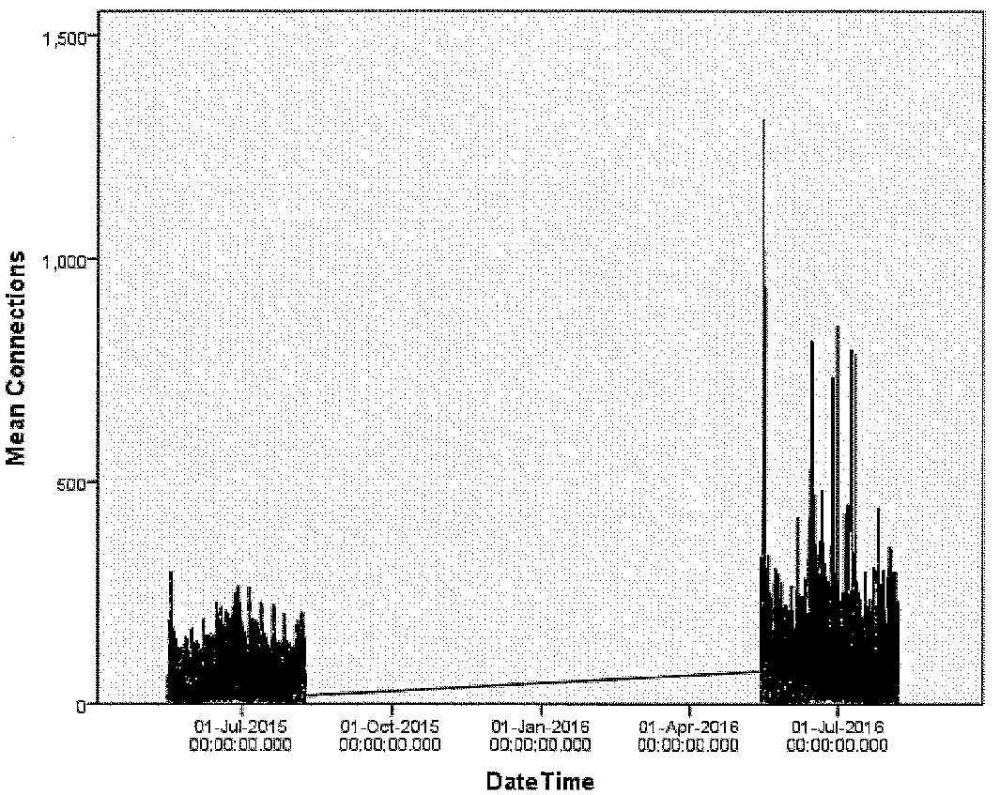 1,500
1,000
500
0
Mean Connections
01-Jul-2015 01-Oct-2015 01-Jan-2016 01-Apr-2016 01-Jul-2016
00:00:00.000 00:00:00.000 00:00:00.000 00:00:00.000 00:00:00.000
DateTime